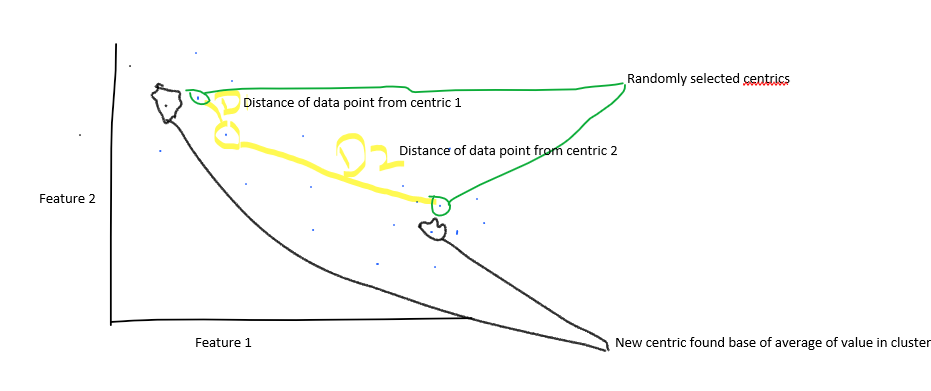 Randomly selected centrics
D
Distance of data point from centric 1
D2
Distance of data point from centric 2
Feature 2
Feature 1
New centric found base of average of value in cluster